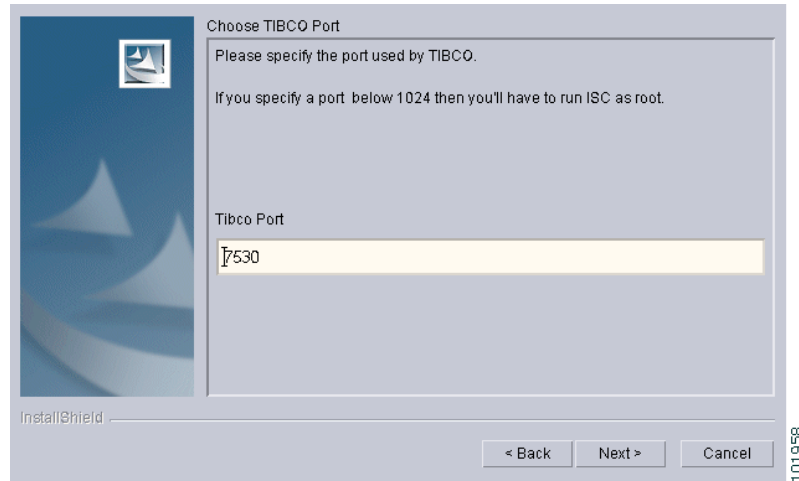 Choose TIBCO Port
Please specify the port used by TIBCO.
If you specify a port below 1024 then you'll have to run ISC as root.
Tibco Port
7530
InstallShield
< Back
Next >
Cancel
101958